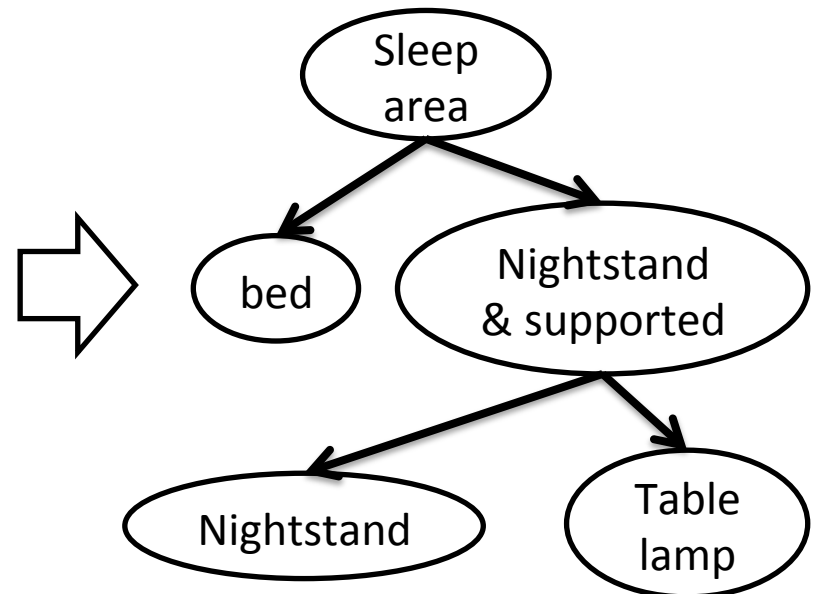 Sleep
area
bed
Nightstand
& supported
Nightstand
Table
lamp